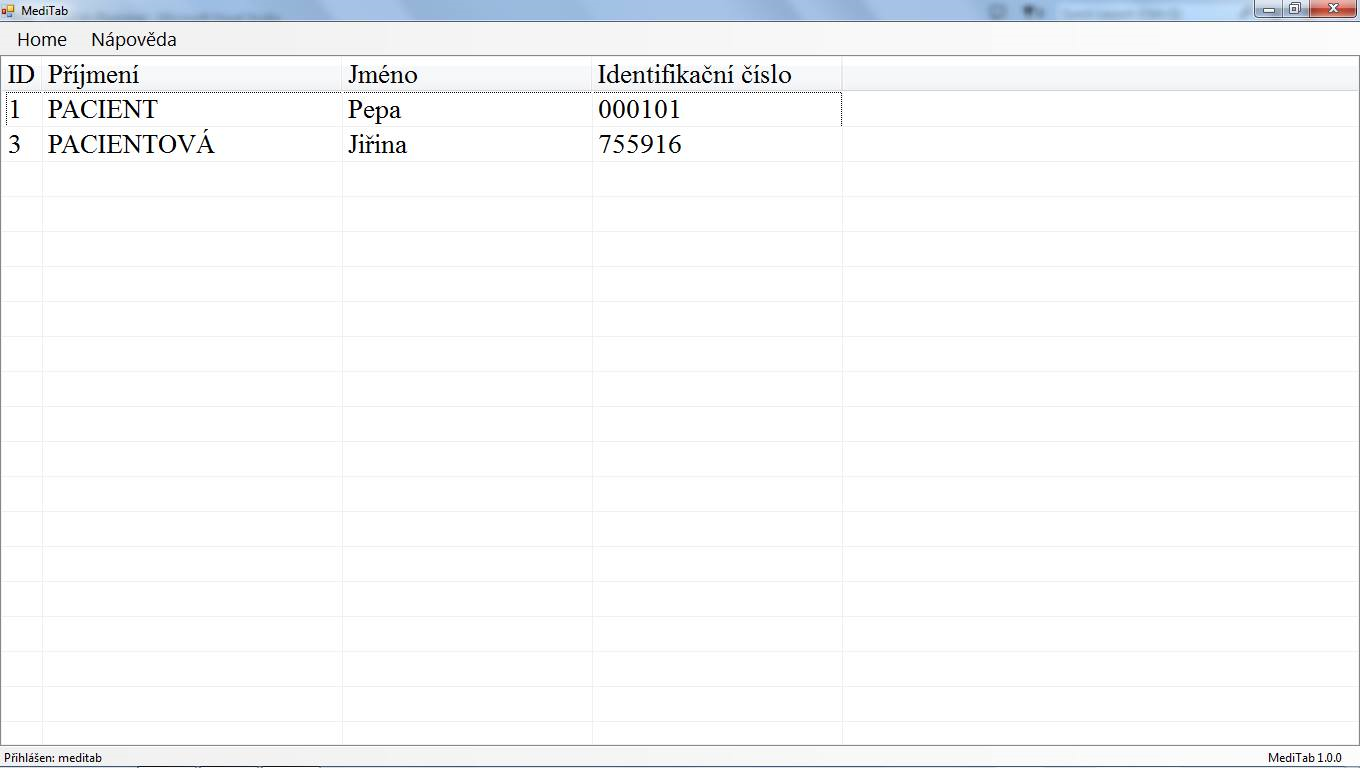 MediTab
Home Nápověda
ID Příjmení Jméno Identifikační číslo
1 PACIENT Pepa 000101
3 PACIENTOVÁ Jiřina 755916
Přihlášen: meditab MediTab 1.0.0